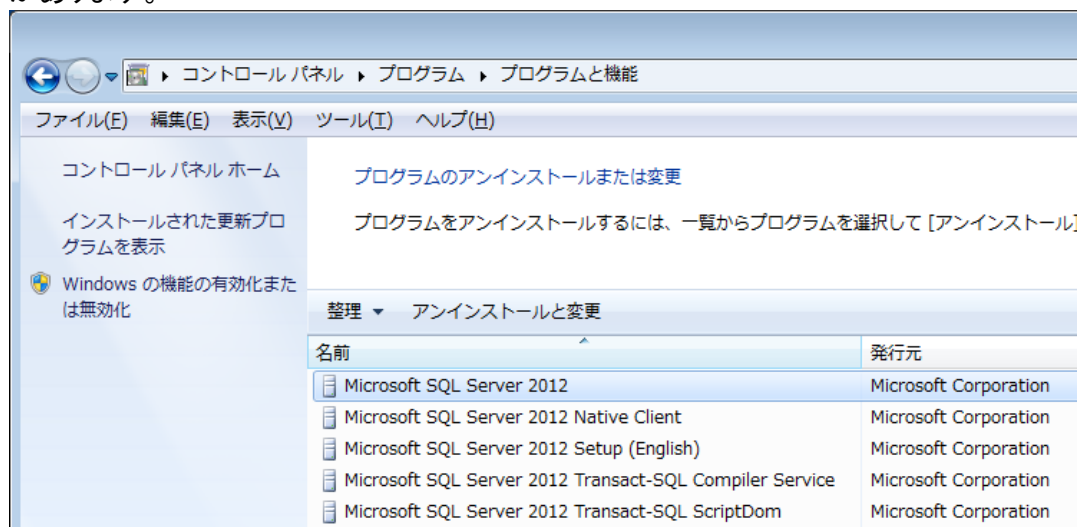 があります。
コントロール パネル ▸ プログラム ▸ プログラムと機能
ファイル(F) 編集(E) 表示(V) ツール(T) ヘルプ(H)
コントロール パネル ホーム
インストールされた更新プロ
グラムを表示
Windows の機能の有効化また
は無効化
プログラムのアンインストールまたは変更
プログラムをアンインストールするには、一覧からプログラムを選択して [アンインストール]
整理 ▼ アンインストールと変更
名前 発行元
Microsoft SQL Server 2012 Microsoft Corporation
Microsoft SQL Server 2012 Native Client Microsoft Corporation
Microsoft SQL Server 2012 Setup (English) Microsoft Corporation
Microsoft SQL Server 2012 Transact-SQL Compiler Service Microsoft Corporation
Microsoft SQL Server 2012 Transact-SQL ScriptDom Microsoft Corporation